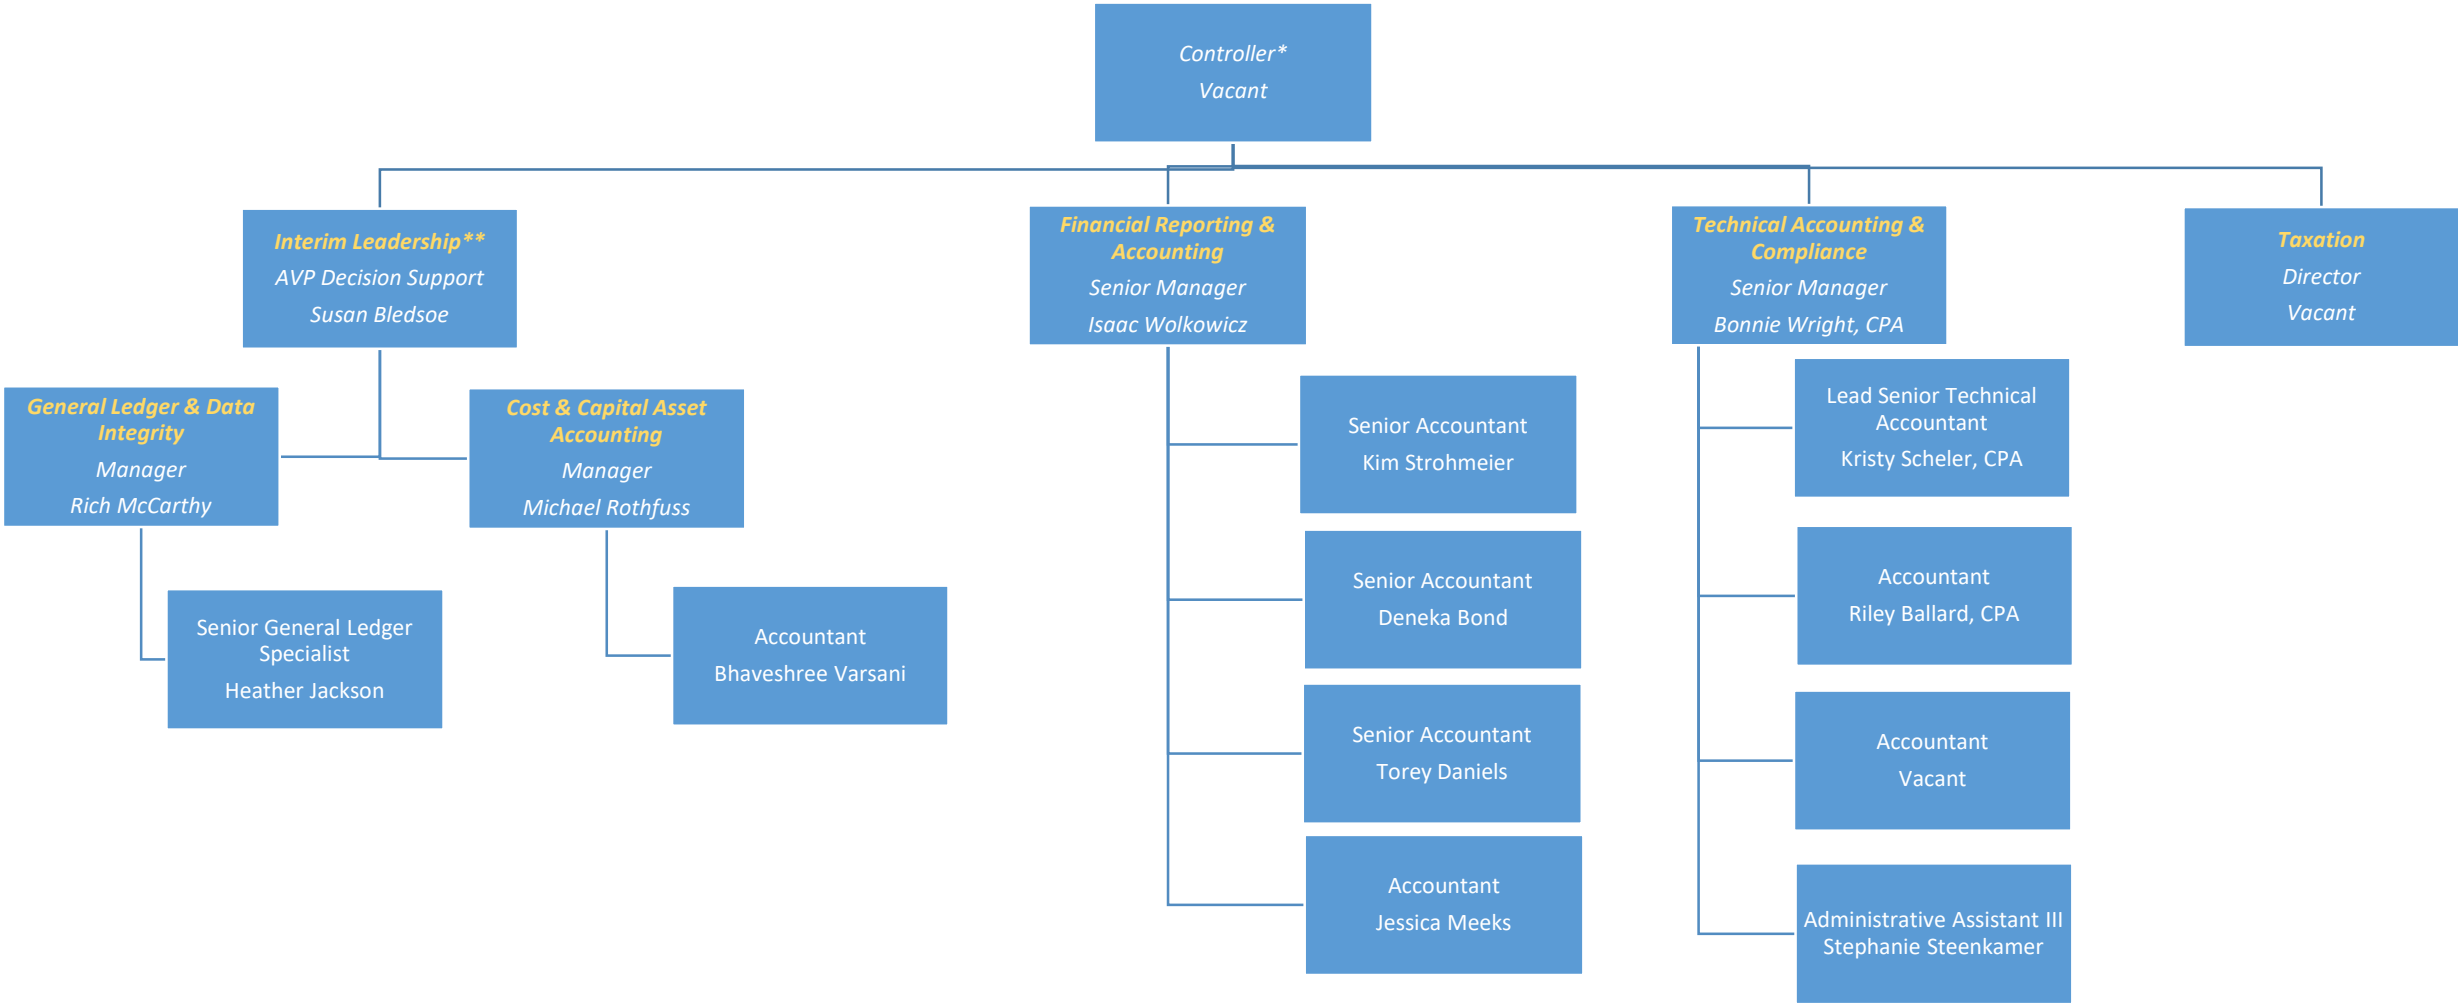 Controller*
Vacant
Interim Leadership**
AVP Decision Support
Susan Bledsoe
Financial Reporting &
Accounting
Senior Manager
Isaac Wolkowicz
Technical Accounting &
Compliance
Senior Manager
Bonnie Wright, CPA
Taxation
Director
Vacant
General Ledger & Data
Integrity
Manager
Rich McCarthy
Cost & Capital Asset
Accounting
Manager
Michael Rothfuss
Senior General Ledger
Specialist
Heather Jackson
Accountant
Bhaveshree Varsani
Senior Accountant
Kim Strohmeier
Senior Accountant
Deneka Bond
Senior Accountant
Torey Daniels
Accountant
Jessica Meeks
Lead Senior Technical
Accountant
Kristy Scheler, CPA
Accountant
Riley Ballard, CPA
Accountant
Vacant
Administrative Assistant III
Stephanie Steenkamer